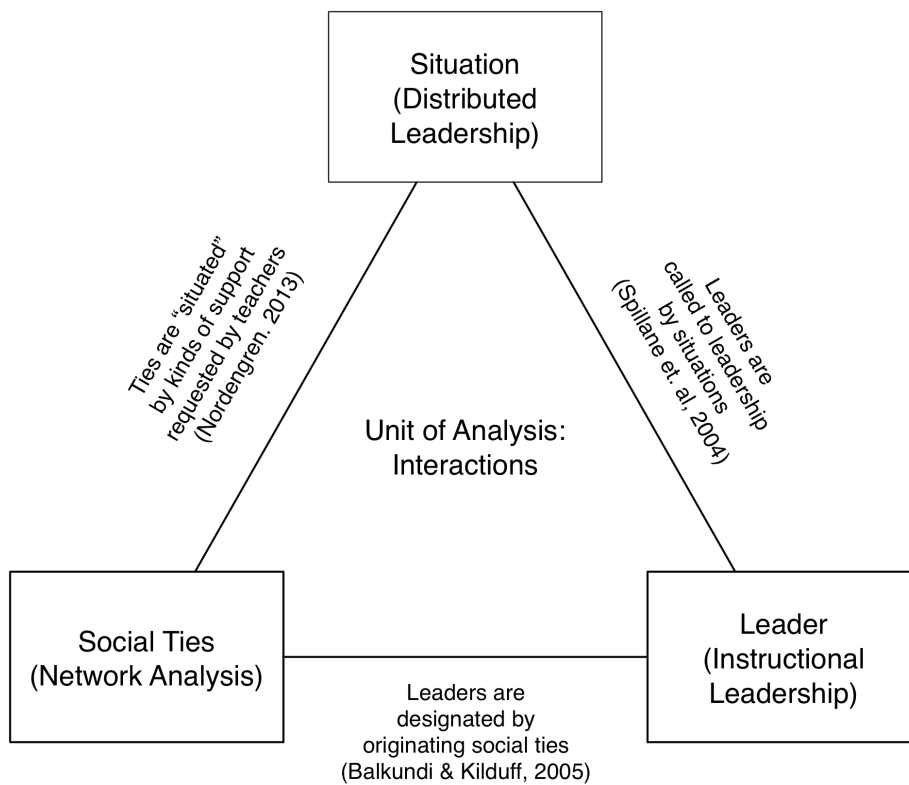 Situation
(Distributed
Leadership)
Ties are “situated”
by kinds of support
requested by teachers
(Nordengren. 2013)
Leaders are
called to leadership
by situations
(Spillane et. al, 2004)
Unit of Analysis:
Interactions
Social Ties
(Network Analysis)
Leader
(Instructional
Leadership)
Leaders are
designated by
originating social ties
(Balkundi & Kilduff, 2005)